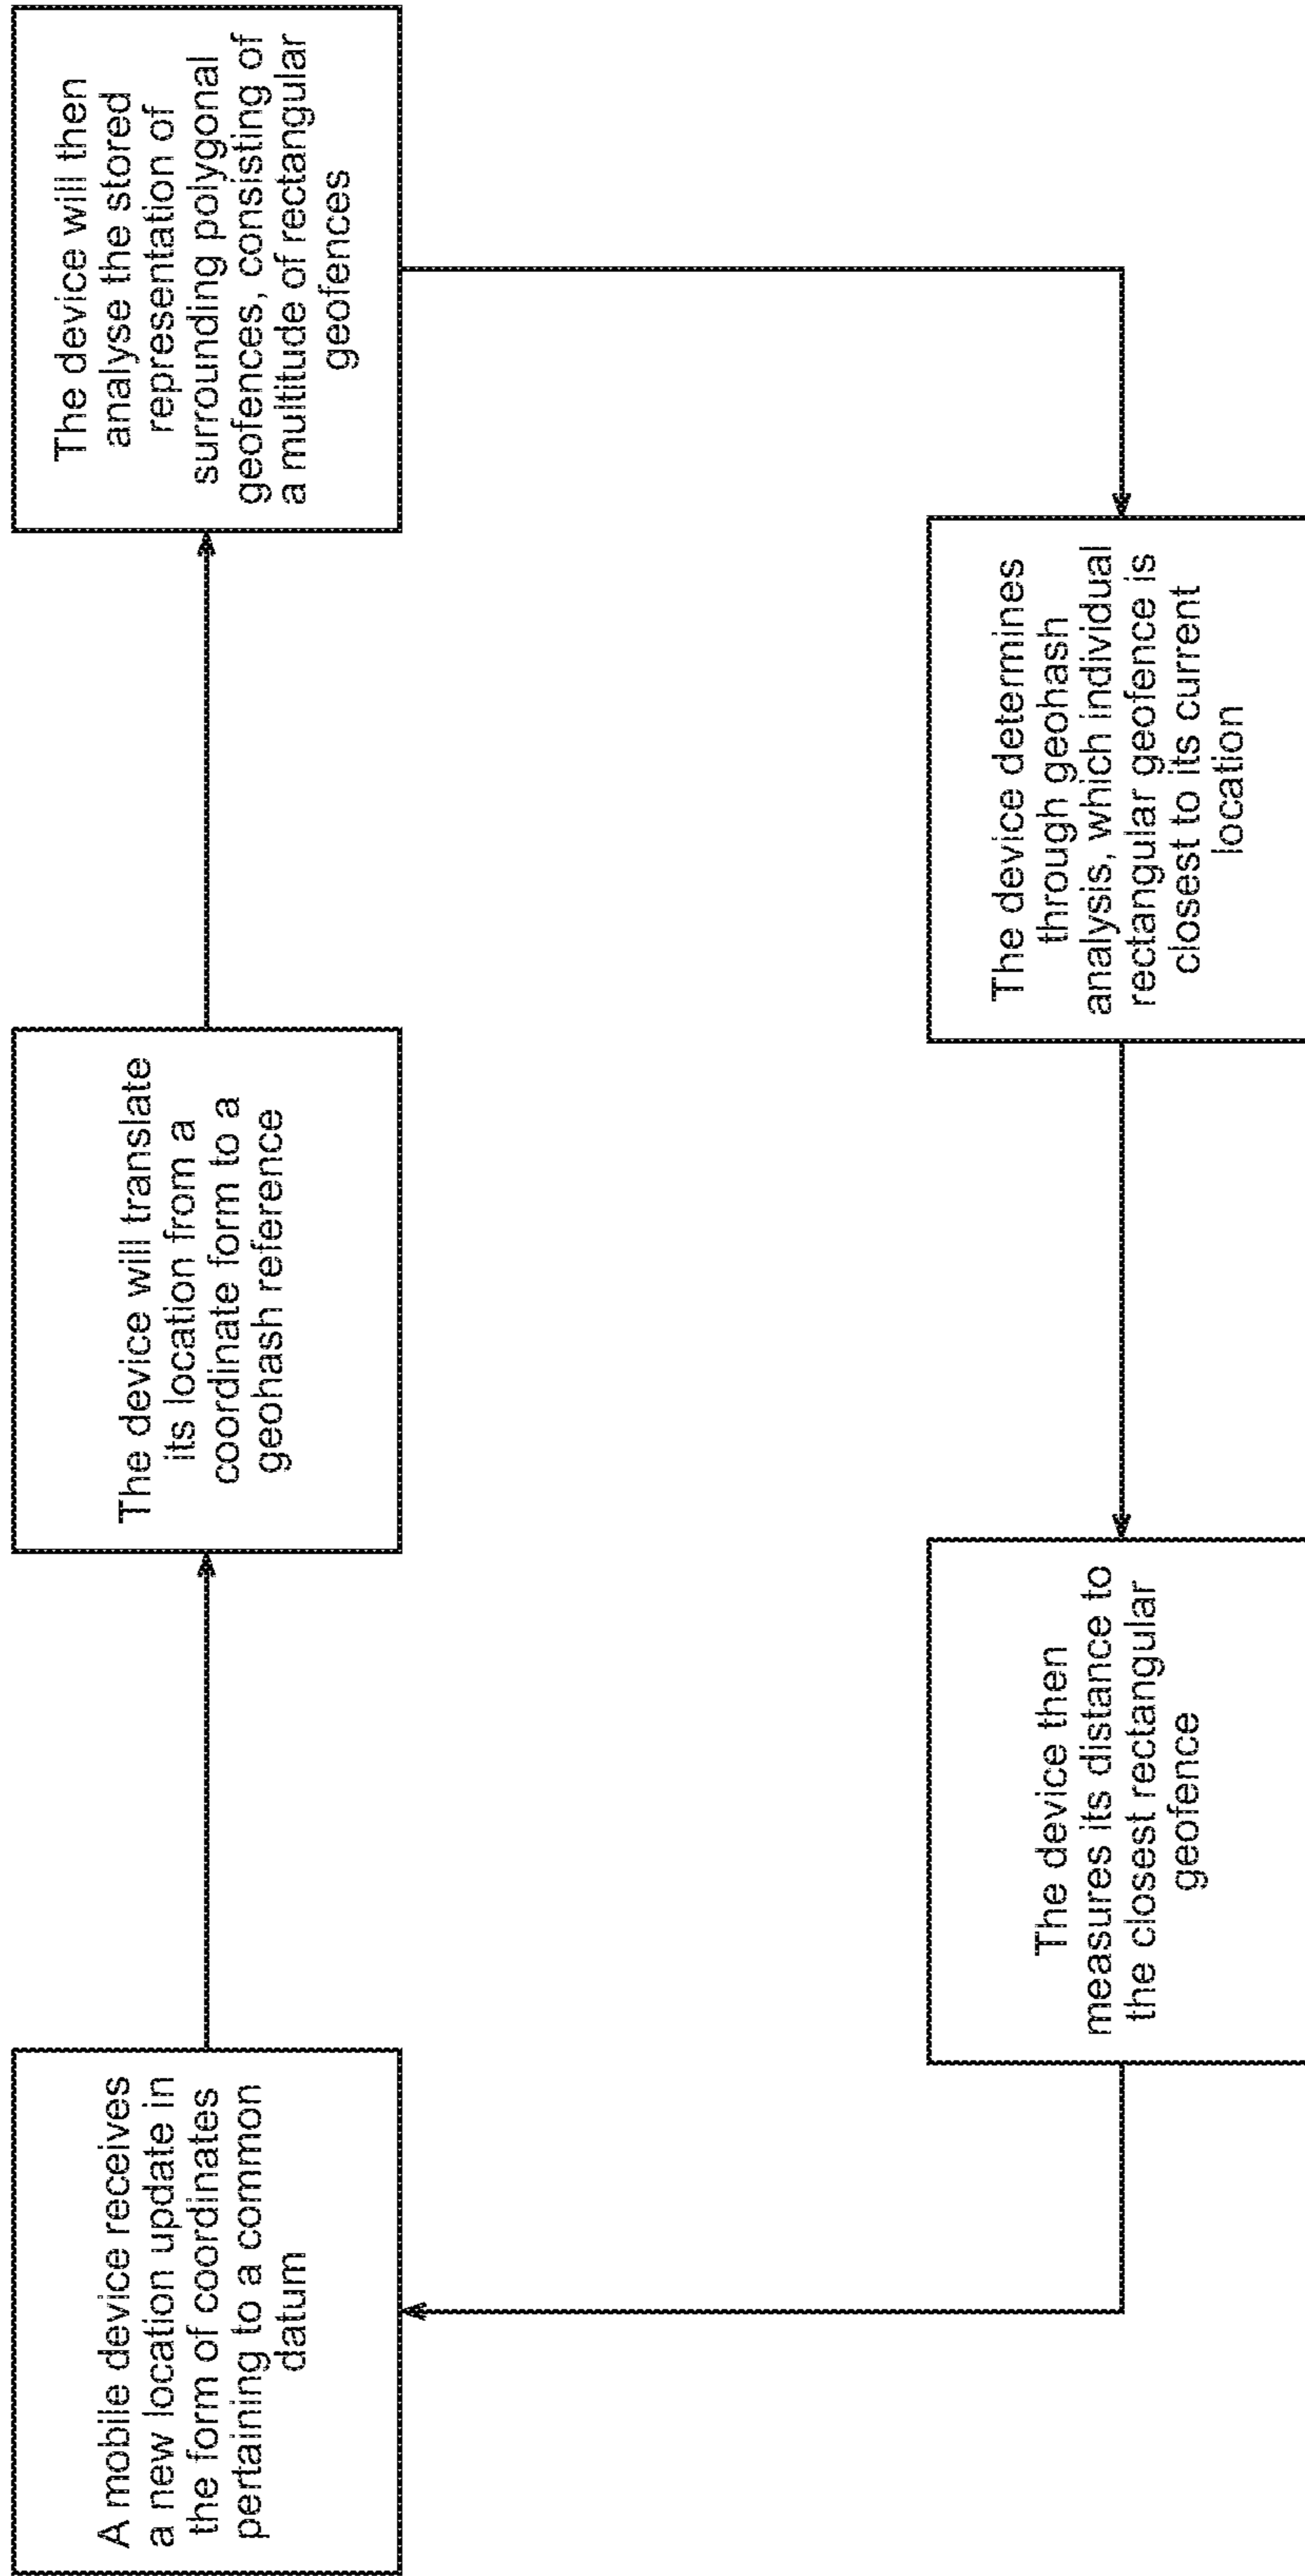 A mobile device receives
a new location update in
the form of coordinates
pertaining to a common
datum
The device will translate
its location from a
coordinate form to a
geohash reference
The device will then
analyse the stored
representation of
surrounding polygonal
geofences, consisting of
a multitude of rectangular
geofences
The device determines
through geohash
analysis, which individual
rectangular geofence is
closest to its current
location
The device then
measures its distance to
the closest rectangular
geofence